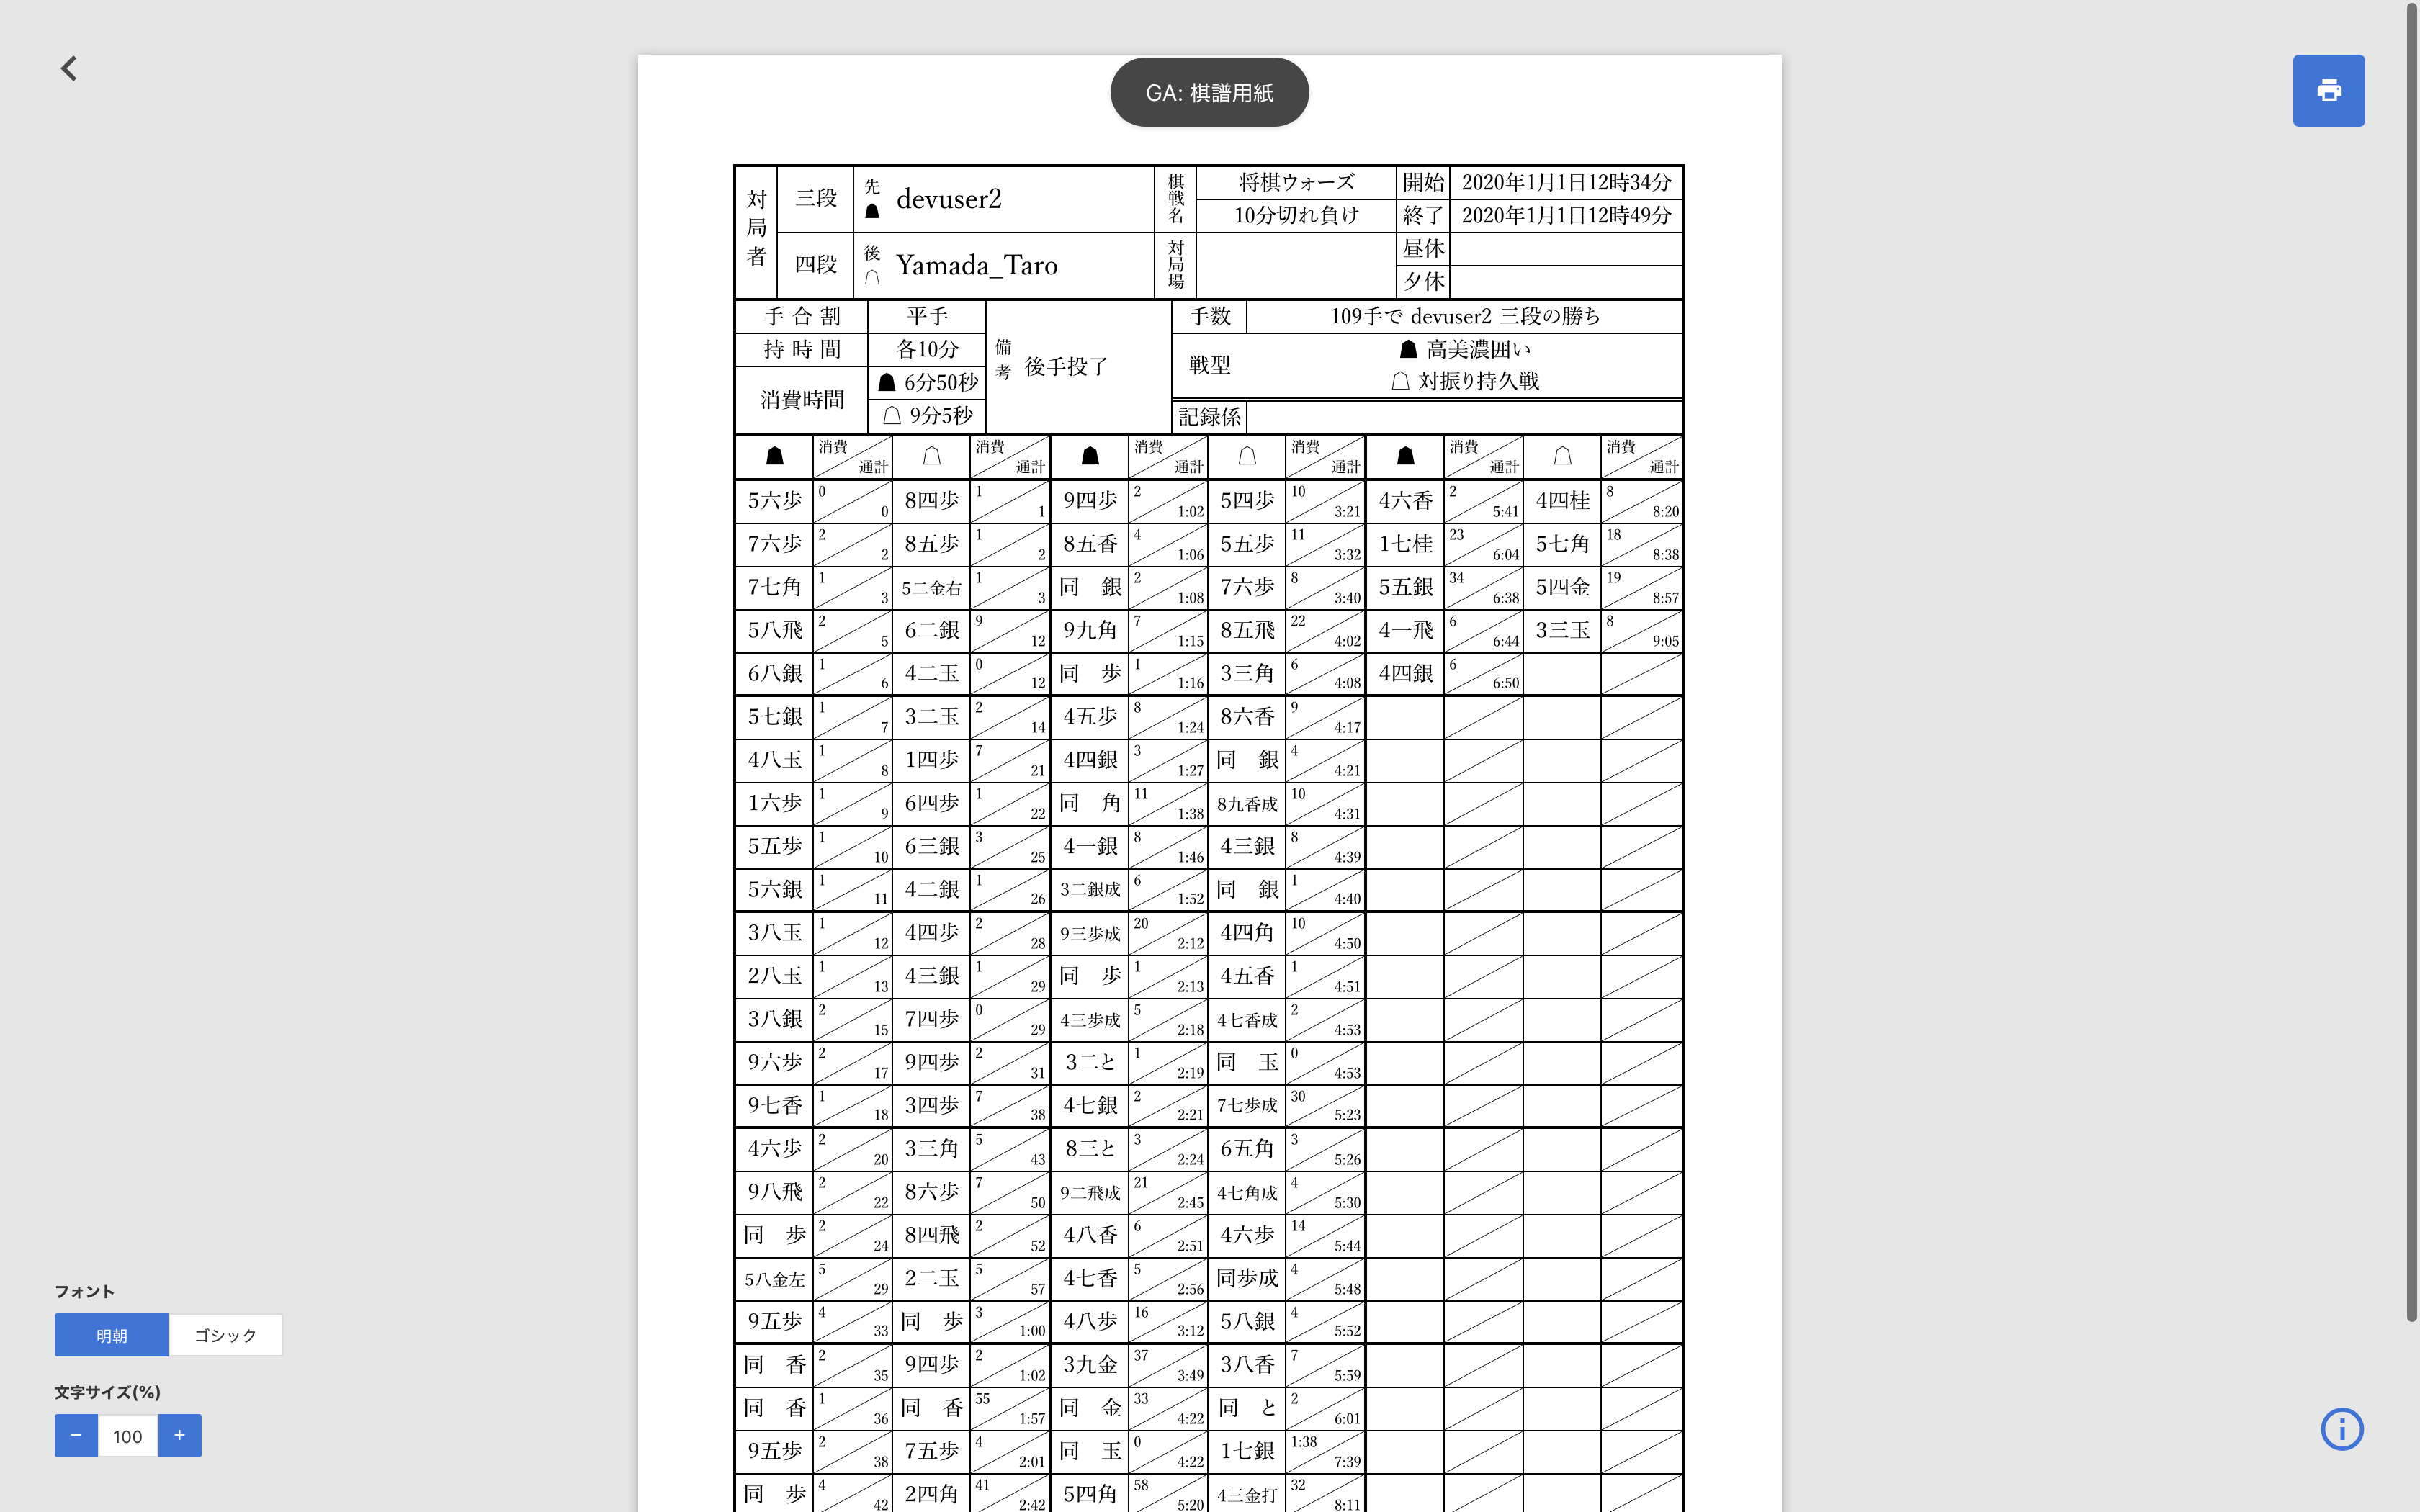 GA: 棋譜用紙
対局者 三段 先 devuser2 棋戦名 将棋ウォーズ 開始 2020年1月1日12時34分
10分切れ負け 終了 2020年1月1日12時49分
四段 後 Yamada_Taro 対局場 昼休
夕休
手合割 平手 備考 後手投了 手数 109手で devuser2 三段の勝ち
持時間 各10分 戦型 高美濃囲い
消費時間 6分50秒 対振り持久戦
9分5秒 記録係
消費 通計 消費 通計 消費 通計 消費 通計 消費 通計 消費 通計
5六歩 0 0 8四歩 1 1 9四歩 2 1:02 5四歩 10 3:21 4六香 2 5:41 4四桂 8 8:20
7六歩 2 2 8五歩 1 2 8五香 4 1:06 5五歩 11 3:32 1七桂 23 6:04 5七角 18 8:38
7七角 1 3 5二金右 1 3 同 銀 2 1:08 7六歩 8 3:40 5五銀 34 6:38 5四金 19 8:57
5八飛 2 5 6二銀 9 12 9九角 7 1:15 8五飛 22 4:02 4一飛 6 6:44 3三玉 8 9:05
6八銀 1 6 4二玉 0 12 同 歩 1 1:16 3三角 6 4:08 4四銀 6 6:50
5七銀 1 7 3二玉 2 14 4五歩 8 1:24 8六香 9 4:17
4八玉 1 8 1四歩 7 21 4四銀 3 1:27 同 銀 4 4:21
1六歩 1 9 6四歩 1 22 同 角 11 1:38 8九香成 10 4:31
5五歩 1 10 6三銀 3 25 4一銀 8 1:46 4三銀 8 4:39
5六銀 1 11 4二銀 1 26 3二銀成 6 1:52 同 銀 1 4:40
3八玉 1 12 4四歩 2 28 9三歩成 20 2:12 4四角 10 4:50
2八玉 1 13 4三銀 1 29 同 歩 1 2:13 4五香 1 4:51
3八銀 2 15 7四歩 0 29 4三歩成 5 2:18 4七香成 2 4:53
9六歩 2 17 9四歩 2 31 3二と 1 2:19 同 玉 0 4:53
9七香 1 18 3四歩 7 38 4七銀 2 2:21 7七歩成 30 5:23
4六歩 2 20 3三角 5 43 8三と 3 2:24 6五角 3 5:26
9八飛 2 22 8六歩 7 50 9二飛成 21 2:45 4七角成 4 5:30
同 歩 2 24 8四飛 2 52 4八香 6 2:51 4六歩 14 5:44
5八金左 5 29 2二玉 5 57 4七香 5 2:56 同歩成 4 5:48
9五歩 4 33 同 歩 3 1:00 4八歩 16 3:12 5八銀 4 5:52
同 香 2 35 9四歩 2 1:02 3九金 37 3:49 3八香 7 5:59
同 香 1 36 同 香 55 1:57 同 金 33 4:22 同 と 2 6:01
9五歩 2 38 7五歩 4 2:01 同 玉 0 4:22 1七銀 1:38 7:39
同 歩 4 42 2四角 41 2:42 5四角 58 5:20 4三金打 32 8:11
フォント
明朝 ゴシック
文字サイズ(%)
− 100 +